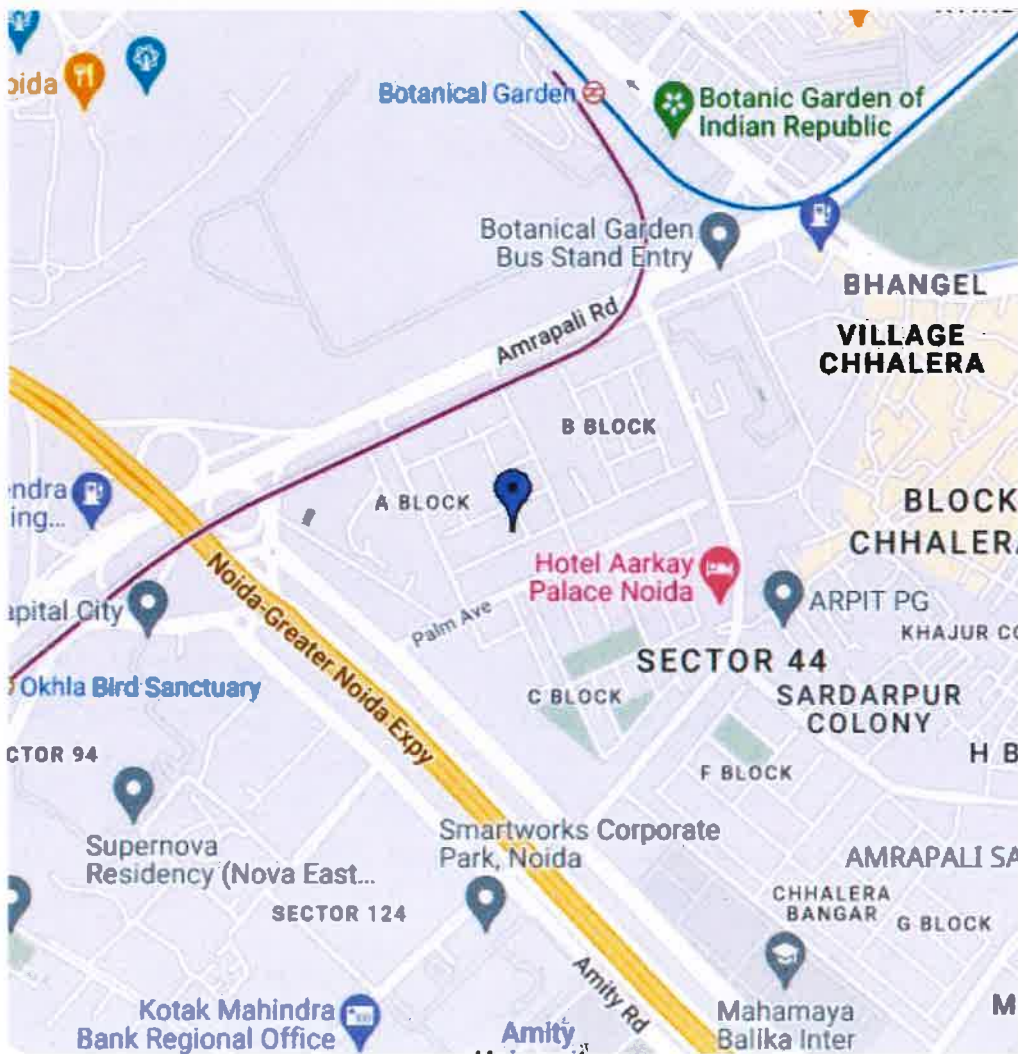 oida
Botanical Garden
Botanic Garden of
Indian Republic
Botanical Garden
Bus Stand Entry
BHANGEL
Amrapali Rd
VILLAGE
CHHALERA
B BLOCK
endra
ing...
A BLOCK
BLOCK
CHHALERA
Hotel Aarkay
Palace Noida
Noida-Greater Noida Expy
apital City
Palm Ave
ARPIT PG
KHAJUR CO
SECTOR 44
Okhla Bird Sanctuary
C BLOCK
SARDARPUR
COLONY
CTOR 94
H B
F BLOCK
Smartworks Corporate
Park, Noida
Supernova
Residency (Nova East...
AMRAPALI SA
CHHALERA
BANGAR
G BLOCK
SECTOR 124
Amity Rd
Kotak Mahindra
Bank Regional Office
Amity
Mahamaya
Balika Inter
M